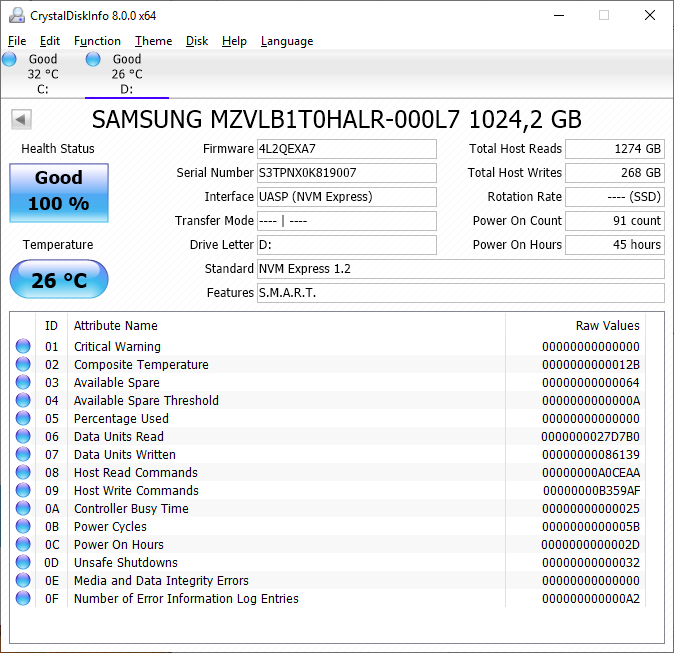 CrystalDiskInfo 8.0.0 x64
File Edit Function Theme Disk Help Language
Good Good
32 °C 26 °C
C: D:
SAMSUNG MZVLB1T0HALR-000L7 1024,2 GB
Health Status
Good
100 %
Temperature
26 °C
Firmware 4L2QEXA7
Serial Number S3TPNX0K819007
Interface UASP (NVM Express)
Transfer Mode ---- | ----
Drive Letter D:
Standard NVM Express 1.2
Features S.M.A.R.T.
Total Host Reads 1274 GB
Total Host Writes 268 GB
Rotation Rate ---- (SSD)
Power On Count 91 count
Power On Hours 45 hours
ID Attribute Name Raw Values
01 Critical Warning 00000000000000
02 Composite Temperature 0000000000012B
03 Available Spare 00000000000064
04 Available Spare Threshold 0000000000000A
05 Percentage Used 00000000000000
06 Data Units Read 0000000027D7B0
07 Data Units Written 00000000086139
08 Host Read Commands 00000000A0CEAA
09 Host Write Commands 00000000B359AF
0A Controller Busy Time 00000000000025
0B Power Cycles 0000000000005B
0C Power On Hours 0000000000002D
0D Unsafe Shutdowns 00000000000032
0E Media and Data Integrity Errors 00000000000000
0F Number of Error Information Log Entries 000000000000A2